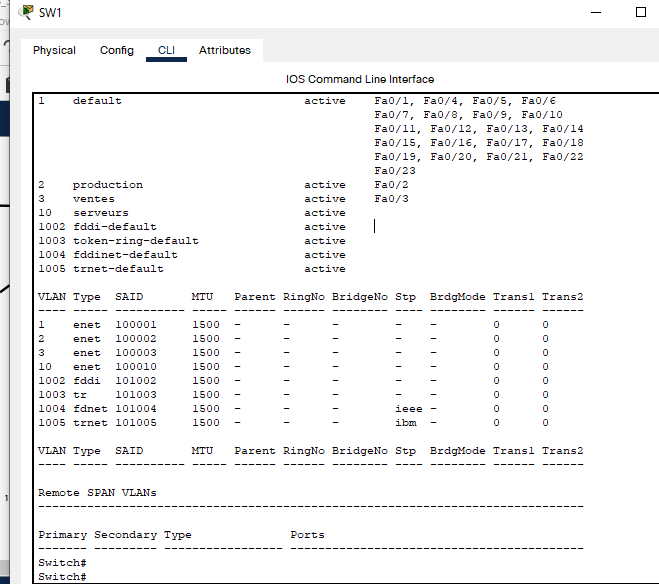 SW1
Physical Config CLI Attributes
IOS Command Line Interface
1 default active Fa0/1, Fa0/4, Fa0/5, Fa0/6
Fa0/7, Fa0/8, Fa0/9, Fa0/10
Fa0/11, Fa0/12, Fa0/13, Fa0/14
Fa0/15, Fa0/16, Fa0/17, Fa0/18
Fa0/19, Fa0/20, Fa0/21, Fa0/22
Fa0/23
2 production active Fa0/2
3 ventes active Fa0/3
10 serveurs active
1002 fddi-default active
1003 token-ring-default active
1004 fddinet-default active
1005 trnet-default active
VLAN Type SAID MTU Parent RingNo BridgeNo Stp BrdgMode Trans1 Trans2
---- ----- ---------- ----- ------ ------ -------- ---- -------- ------ ------
1 enet 100001 1500 - - - - - 0 0
2 enet 100002 1500 - - - - - 0 0
3 enet 100003 1500 - - - - - 0 0
10 enet 100010 1500 - - - - - 0 0
1002 fddi 101002 1500 - - - - - 0 0
1003 tr 101003 1500 - - - - - 0 0
1004 fdnet 101004 1500 - - - ieee - 0 0
1005 trnet 101005 1500 - - - ibm - 0 0
VLAN Type SAID MTU Parent RingNo BridgeNo Stp BrdgMode Trans1 Trans2
---- ----- ---------- ----- ------ ------ -------- ---- -------- ------ ------
Remote SPAN VLANs
------------------------------------------------------------------------------
Primary Secondary Type Ports
------- --------- ----------------- ------------------------------------------
Switch#
Switch#